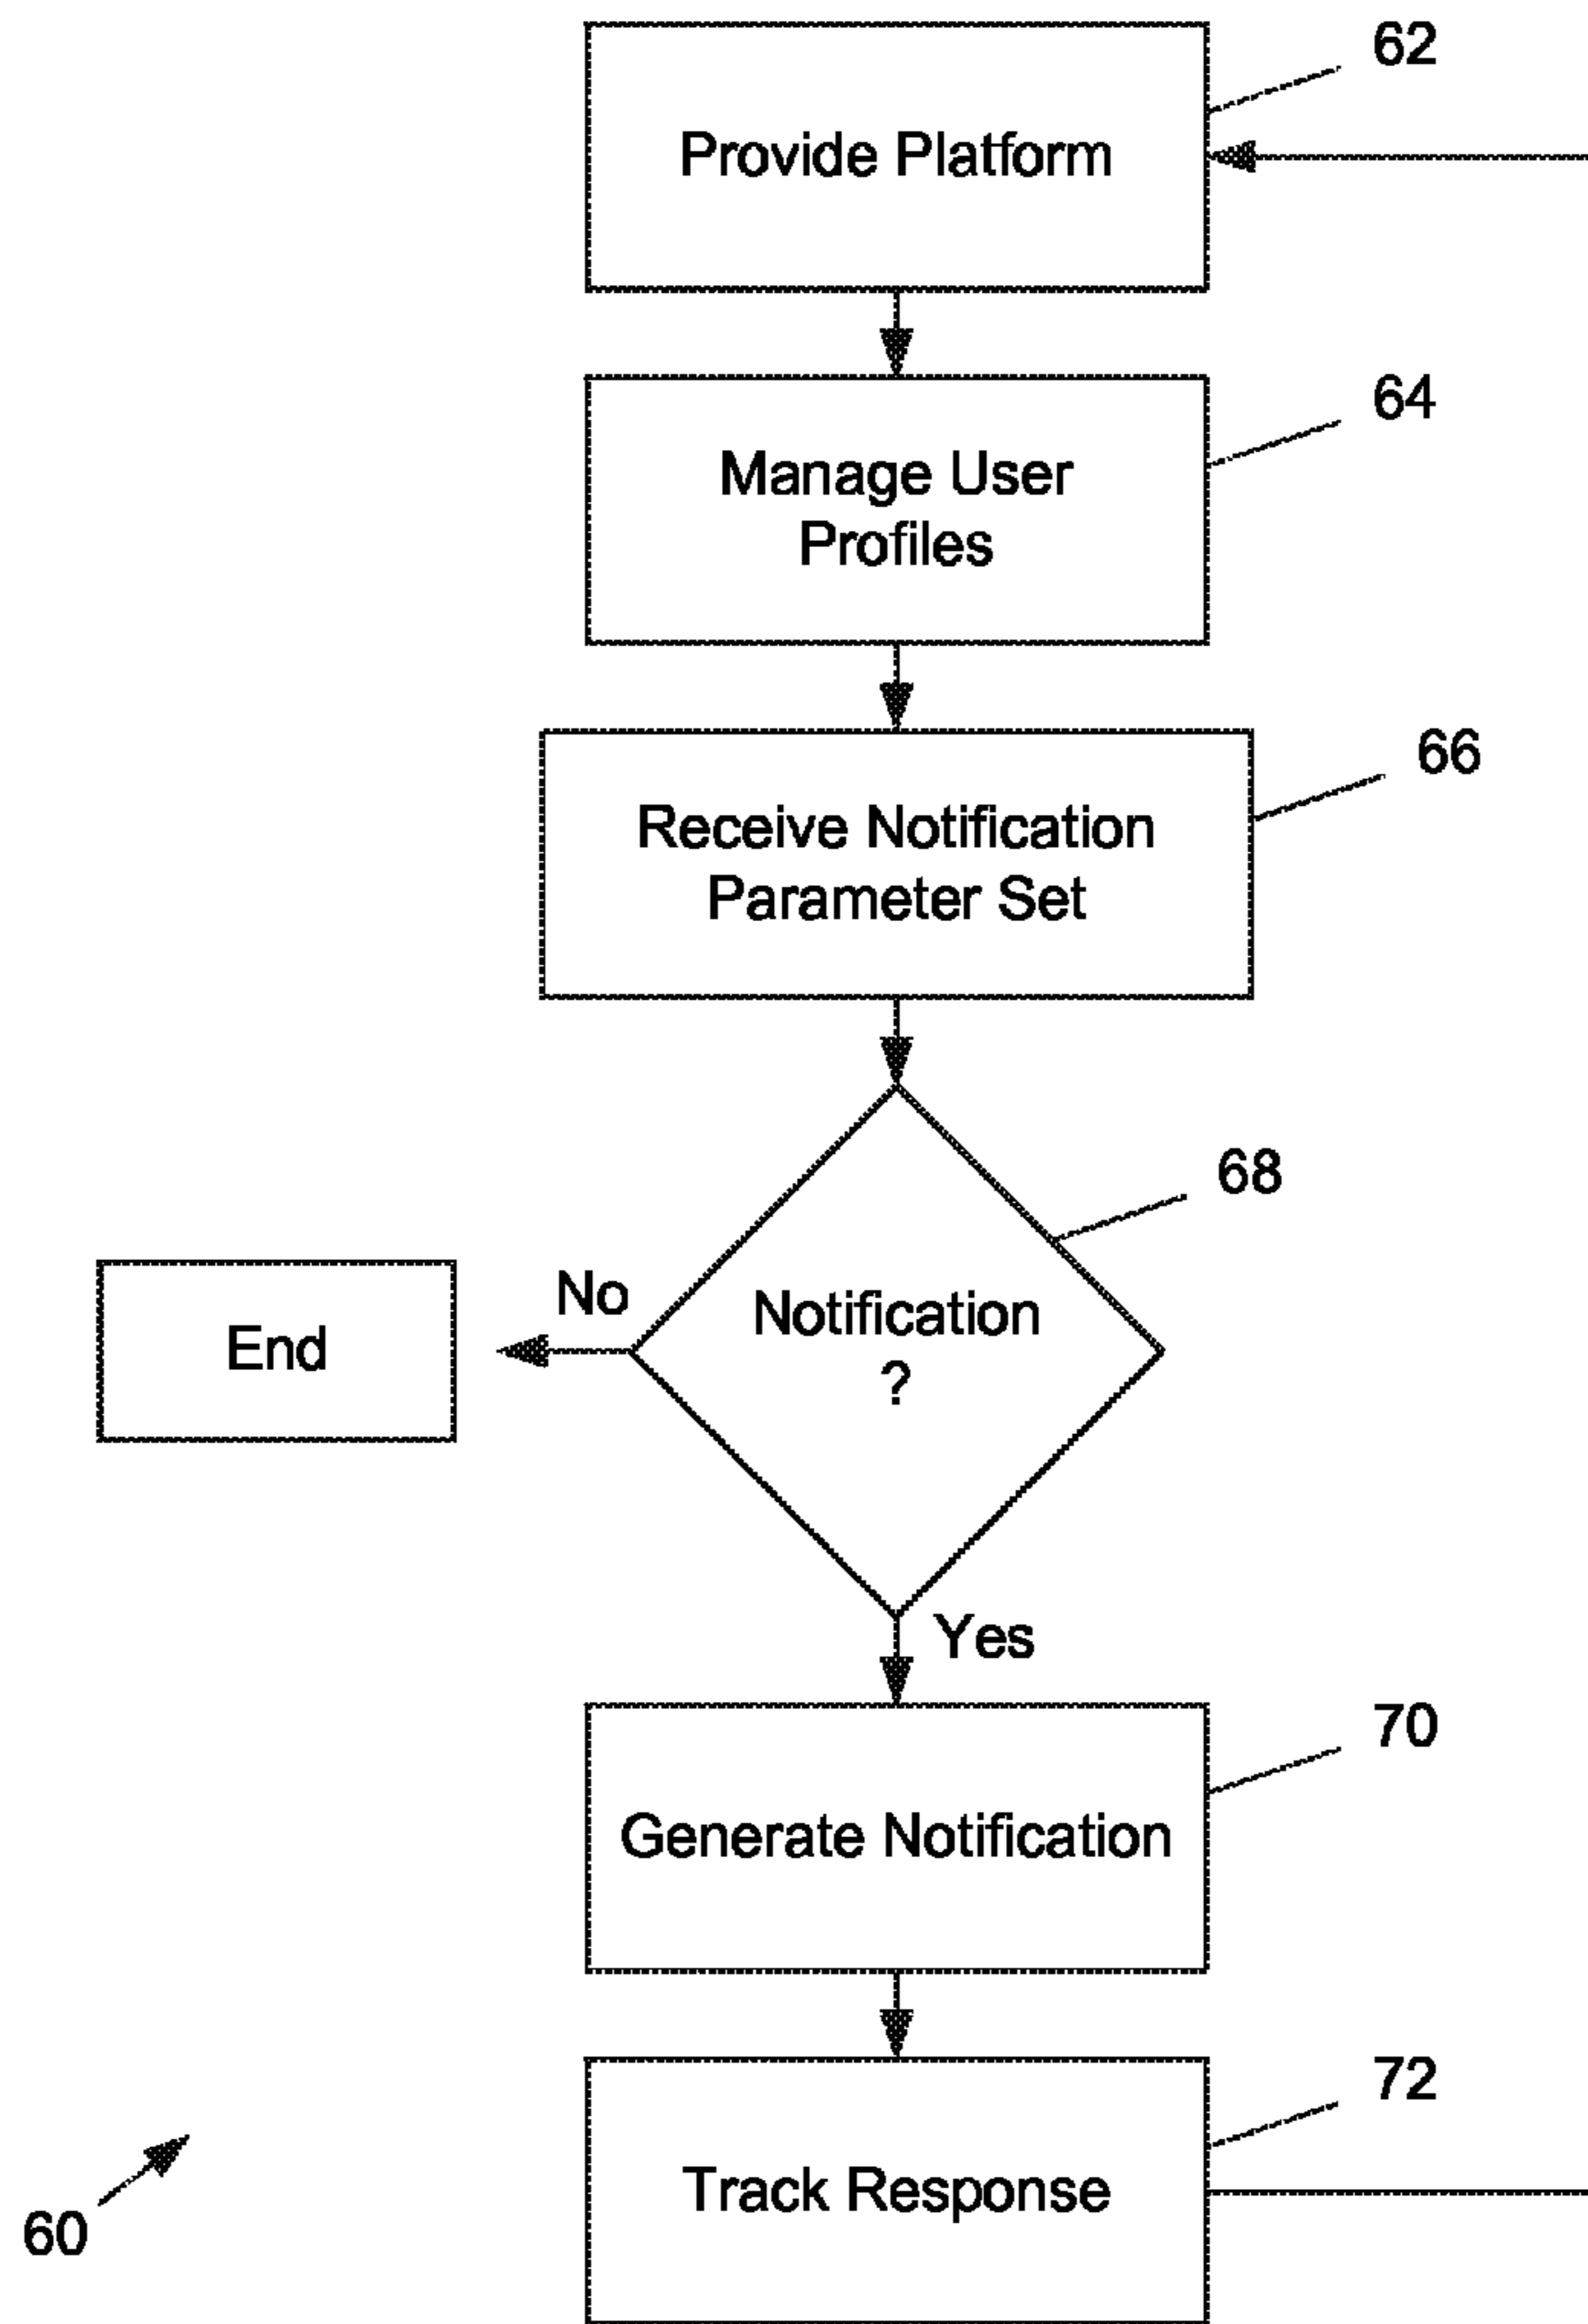 62
Provide Platform
64
Manage User
Profiles
66
Receive Notification
Parameter Set
68
No
Notification
?
End
Yes
70
Generate Notification
72
Track Response
60